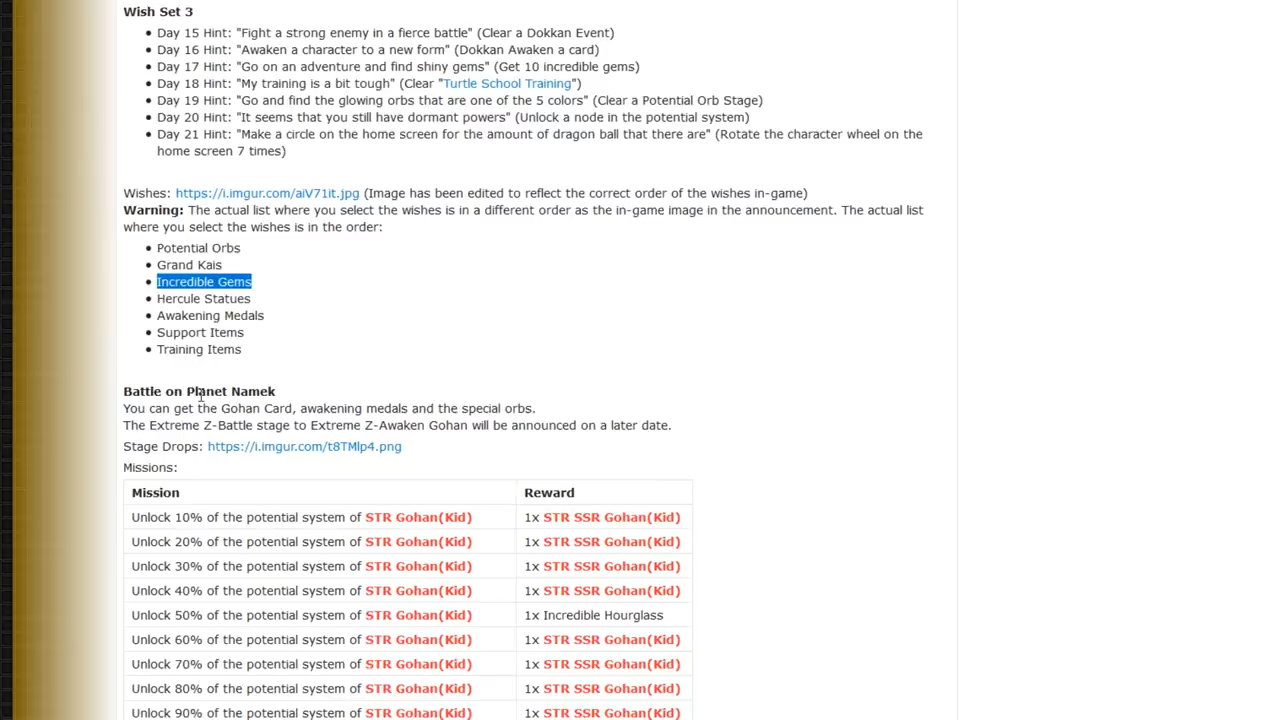 Wish Set 3
• Day 15 Hint: "Fight a strong enemy in a fierce battle" (Clear a Dokkan Event)
• Day 16 Hint: "Awaken a character to a new form" (Dokkan Awaken a card)
• Day 17 Hint: "Go on an adventure and find shiny gems" (Get 10 incredible gems)
• Day 18 Hint: "My training is a bit tough" (Clear "Turtle School Training")
• Day 19 Hint: "Go and find the glowing orbs that are one of the 5 colors" (Clear a Potential Orb Stage)
• Day 20 Hint: "It seems that you still have dormant powers" (Unlock a node in the potential system)
• Day 21 Hint: "Make a circle on the home screen for the amount of dragon ball that there are" (Rotate the character wheel on the
home screen 7 times)
Wishes: https://i.imgur.com/aiV71it.jpg (Image has been edited to reflect the correct order of the wishes in-game)
Warning: The actual list where you select the wishes is in a different order as the in-game image in the announcement. The actual list
where you select the wishes is in the order:
• Potential Orbs
• Grand Kais
• Incredible Gems
• Hercule Statues
• Awakening Medals
• Support Items
• Training Items
Battle on Planet Namek
You can get the Gohan Card, awakening medals and the special orbs.
The Extreme Z-Battle stage to Extreme Z-Awaken Gohan will be announced on a later date.
Stage Drops: https://i.imgur.com/t8TMlp4.png
Missions:
Mission Reward
Unlock 10% of the potential system of STR Gohan(Kid) 1x STR SSR Gohan(Kid)
Unlock 20% of the potential system of STR Gohan(Kid) 1x STR SSR Gohan(Kid)
Unlock 30% of the potential system of STR Gohan(Kid) 1x STR SSR Gohan(Kid)
Unlock 40% of the potential system of STR Gohan(Kid) 1x STR SSR Gohan(Kid)
Unlock 50% of the potential system of STR Gohan(Kid) 1x Incredible Hourglass
Unlock 60% of the potential system of STR Gohan(Kid) 1x STR SSR Gohan(Kid)
Unlock 70% of the potential system of STR Gohan(Kid) 1x STR SSR Gohan(Kid)
Unlock 80% of the potential system of STR Gohan(Kid) 1x STR SSR Gohan(Kid)
Unlock 90% of the potential system of STR Gohan(Kid) 1x STR SSR Gohan(Kid)